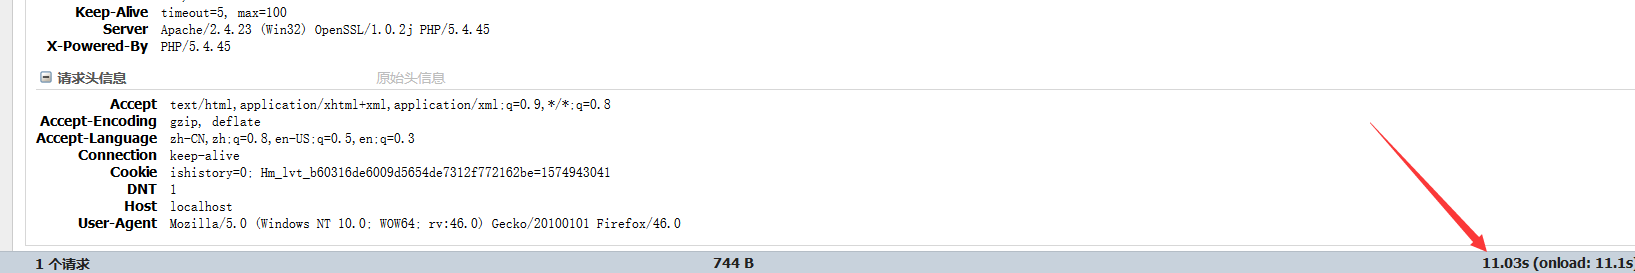 Keep-Alive timeout=5, max=100
Server Apache/2.4.23 (Win32) OpenSSL/1.0.2j PHP/5.4.45
X-Powered-By PHP/5.4.45
请求头信息 原始头信息
Accept text/html,application/xhtml+xml,application/xml;q=0.9,*/*;q=0.8
Accept-Encoding gzip, deflate
Accept-Language zh-CN,zh;q=0.8,en-US;q=0.5,en;q=0.3
Connection keep-alive
Cookie ishistory=0; Hm_lvt_b60316de6009d5654de7312f772162be=1574943041
DNT 1
Host localhost
User-Agent Mozilla/5.0 (Windows NT 10.0; WOW64; rv:46.0) Gecko/20100101 Firefox/46.0
1 个请求 744 B 11.03s (onload: 11.1s)